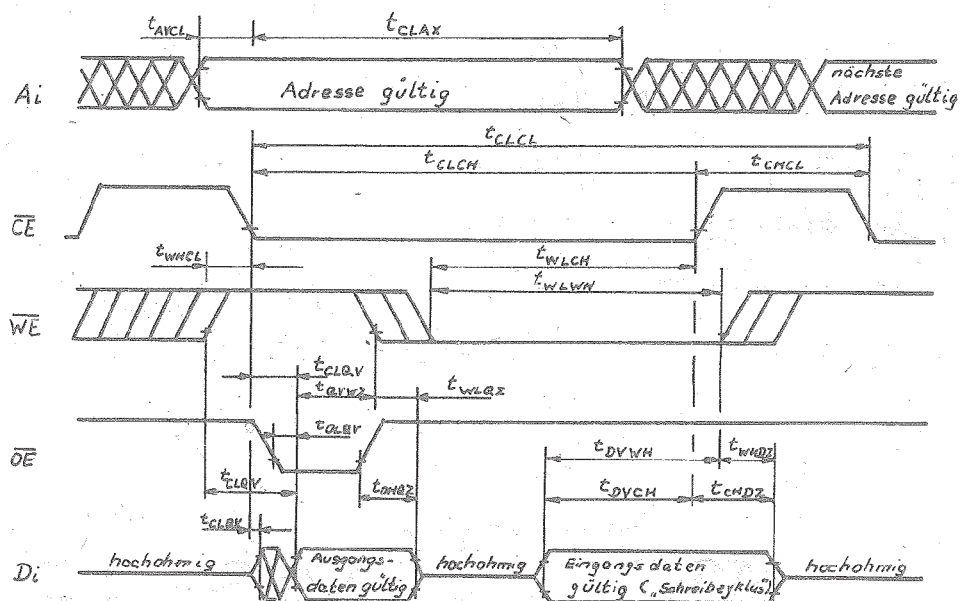 t_AVCL
t_CLAX
Ai
Adresse gültig
nächste
Adresse gültig
t_CLCL
t_CLCH
t_CHCL
CE
t_WHCL
t_WLCH
t_WLWH
WE
t_CLQV
t_QVWZ
t_WLQZ
OE
t_OLQV
t_DVWH
t_WHDZ
t_CLQV
t_OHQZ
t_DVCH
t_CHDZ
Di
hochohmig
Ausgangs-
daten gültig
hochohmig
Eingangsdaten
gültig („Schreibzyklus")
hochohmig